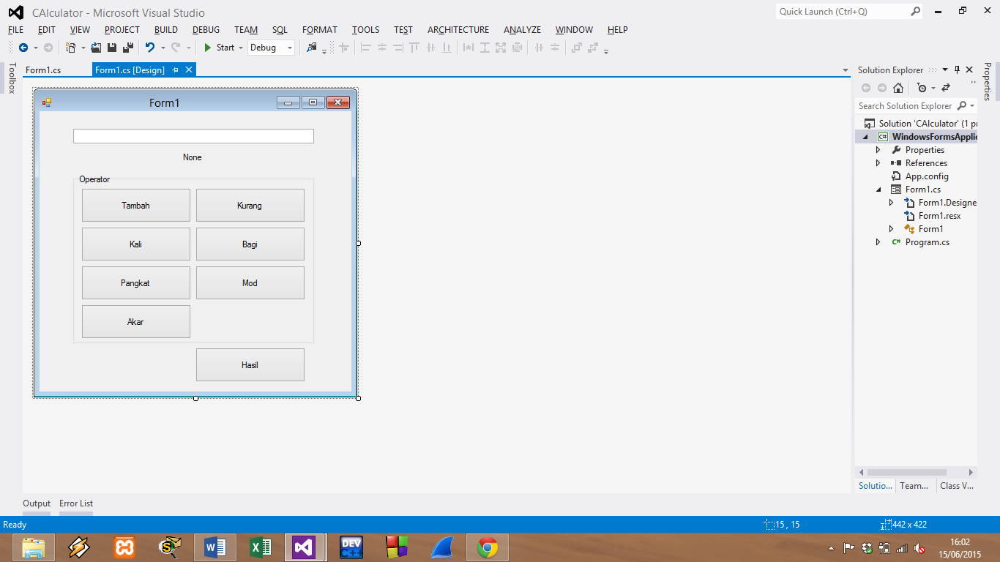 CAlculator - Microsoft Visual Studio
Quick Launch (Ctrl+Q)
FILE EDIT VIEW PROJECT BUILD DEBUG TEAM SQL FORMAT TOOLS TEST ARCHITECTURE ANALYZE WINDOW HELP
Start Debug
Toolbox
Form1.cs
Form1.cs [Design]
Form1
None
Operator
Tambah
Kurang
Kali
Bagi
Pangkat
Mod
Akar
Hasil
Solution Explorer
Search Solution Explorer
Solution 'CAlculator' (1 pr
WindowsFormsApplic
Properties
References
App.config
Form1.cs
Form1.Designe
Form1.resx
Form1
Program.cs
Solutio... Team... Class V...
Properties
Output Error List
Ready
15 , 15
442 x 422
DEV
C++
16:02
15/06/2015